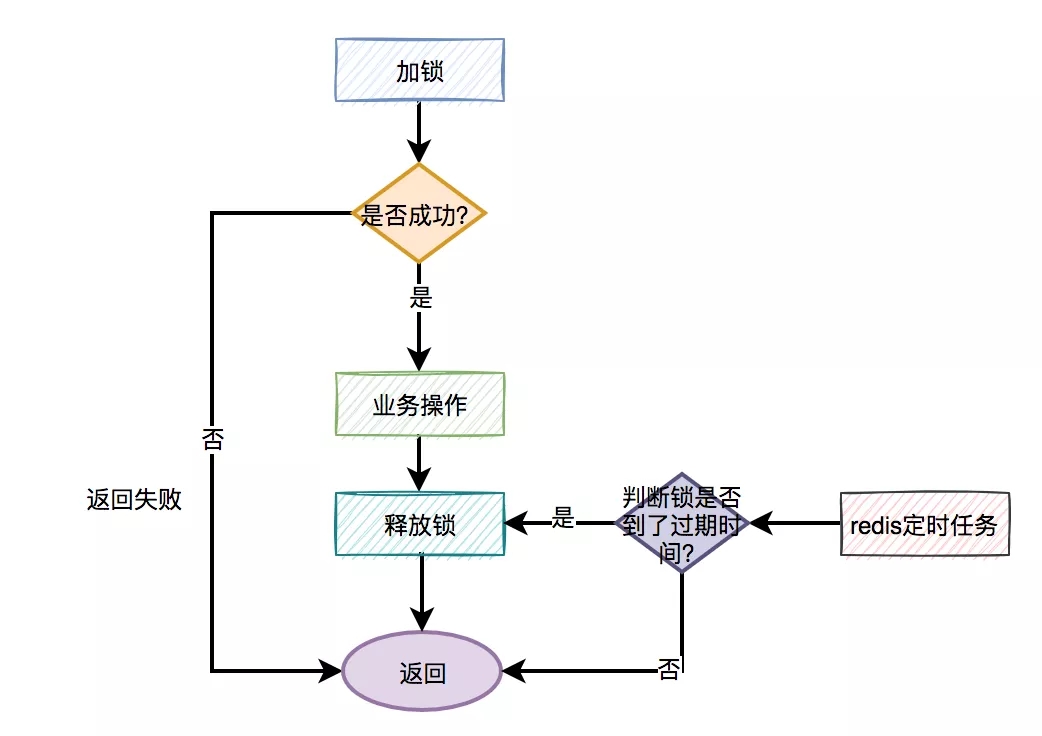 加锁
是否成功?
是
业务操作
否
返回失败
释放锁
是
判断锁是否
到了过期时
间?
redis定时任务
返回
否